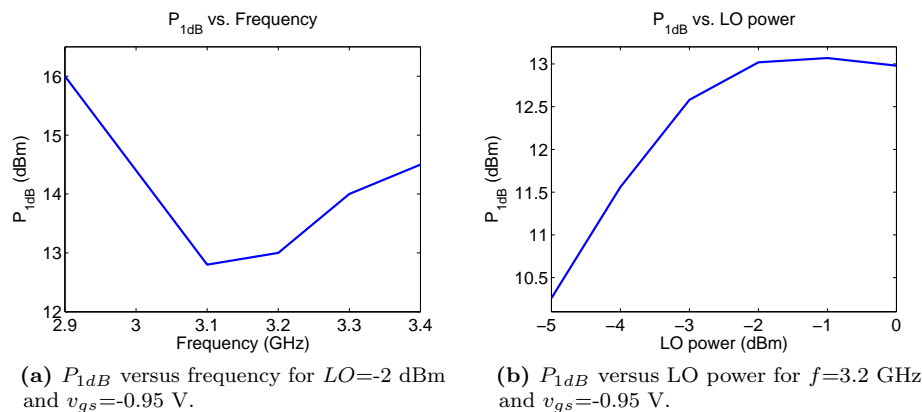 P1dB vs. Frequency
P1dB (dBm)
16
15
14
13
12
2.9 3 3.1 3.2 3.3 3.4
Frequency (GHz)
(a) P1dB versus frequency for LO=-2 dBm
and vgs=-0.95 V.
P1dB vs. LO power
P1dB (dBm)
13
12.5
12
11.5
11
10.5
−5 −4 −3 −2 −1 0
LO power (dBm)
(b) P1dB versus LO power for f=3.2 GHz
and vgs=-0.95 V.